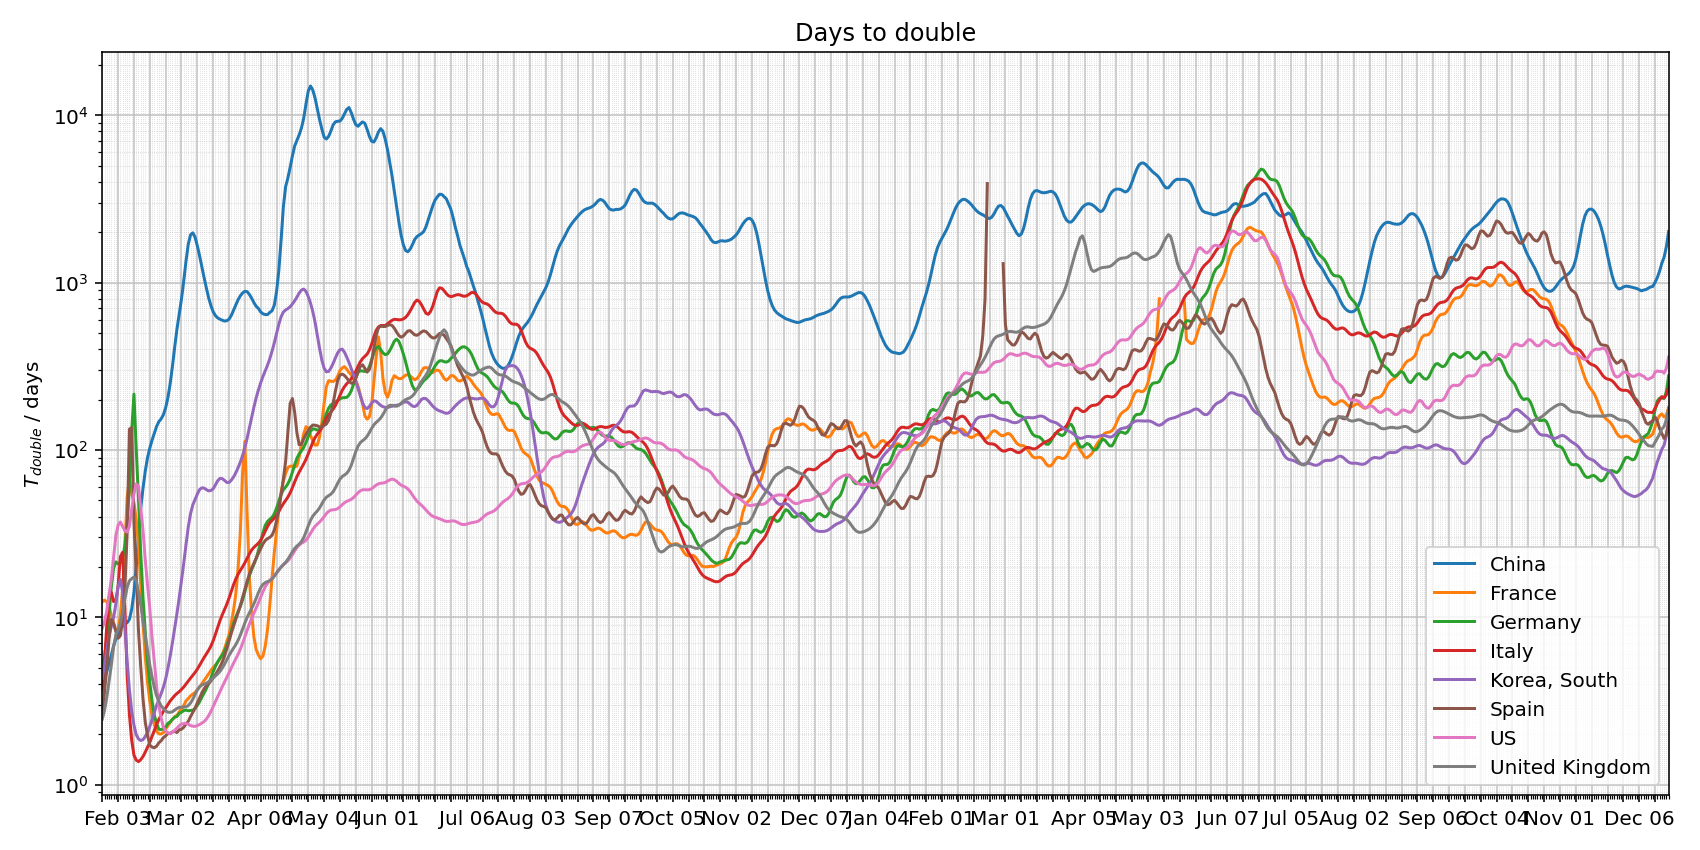 Days to double
T_double / days
10⁴
10³
10²
10¹
10⁰
Feb 03 Mar 02 Apr 06 May 04 Jun 01 Jul 06 Aug 03 Sep 07 Oct 05 Nov 02 Dec 07 Jan 04 Feb 01 Mar 01 Apr 05 May 03 Jun 07 Jul 05 Aug 02 Sep 06 Oct 04 Nov 01 Dec 06
China
France
Germany
Italy
Korea, South
Spain
US
United Kingdom